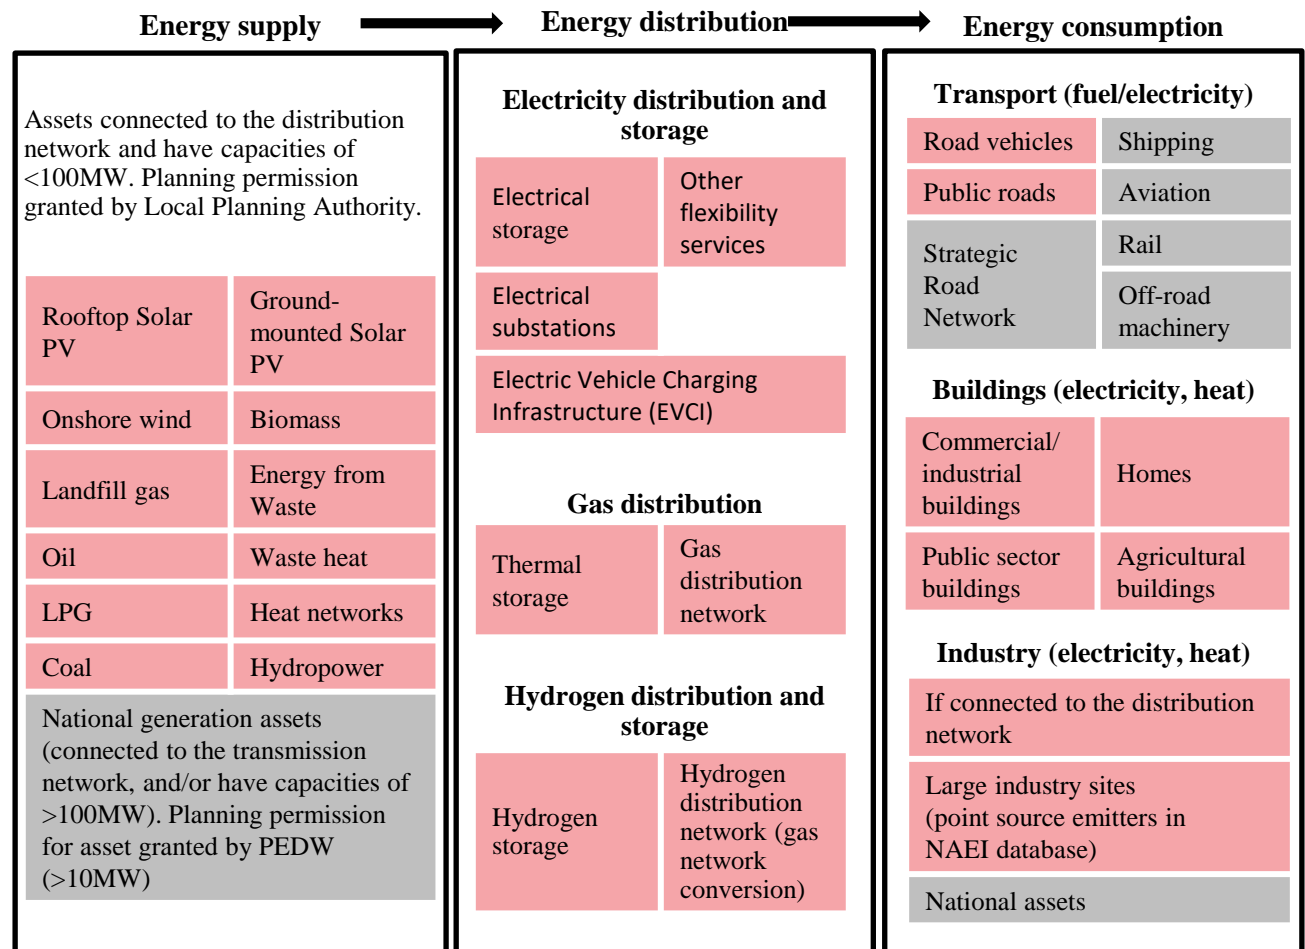 Energy supply
Energy distribution
Energy consumption
Assets connected to the distribution
network and have capacities of
<100MW. Planning permission
granted by Local Planning Authority.
Rooftop Solar
PV
Ground-
mounted Solar
PV
Onshore wind
Biomass
Landfill gas
Energy from
Waste
Oil
Waste heat
LPG
Heat networks
Coal
Hydropower
National generation assets
(connected to the transmission
network, and/or have capacities of
>100MW). Planning permission
for asset granted by PEDW
(>10MW)
Electricity distribution and
storage
Electrical
storage
Other
flexibility
services
Electrical
substations
Electric Vehicle Charging
Infrastructure (EVCI)
Gas distribution
Thermal
storage
Gas
distribution
network
Hydrogen distribution and
storage
Hydrogen
storage
Hydrogen
distribution
network (gas
network
conversion)
Transport (fuel/electricity)
Road vehicles
Shipping
Public roads
Aviation
Strategic
Road
Network
Rail
Off-road
machinery
Buildings (electricity, heat)
Commercial/
industrial
buildings
Homes
Public sector
buildings
Agricultural
buildings
Industry (electricity, heat)
If connected to the distribution
network
Large industry sites
(point source emitters in
NAEI database)
National assets